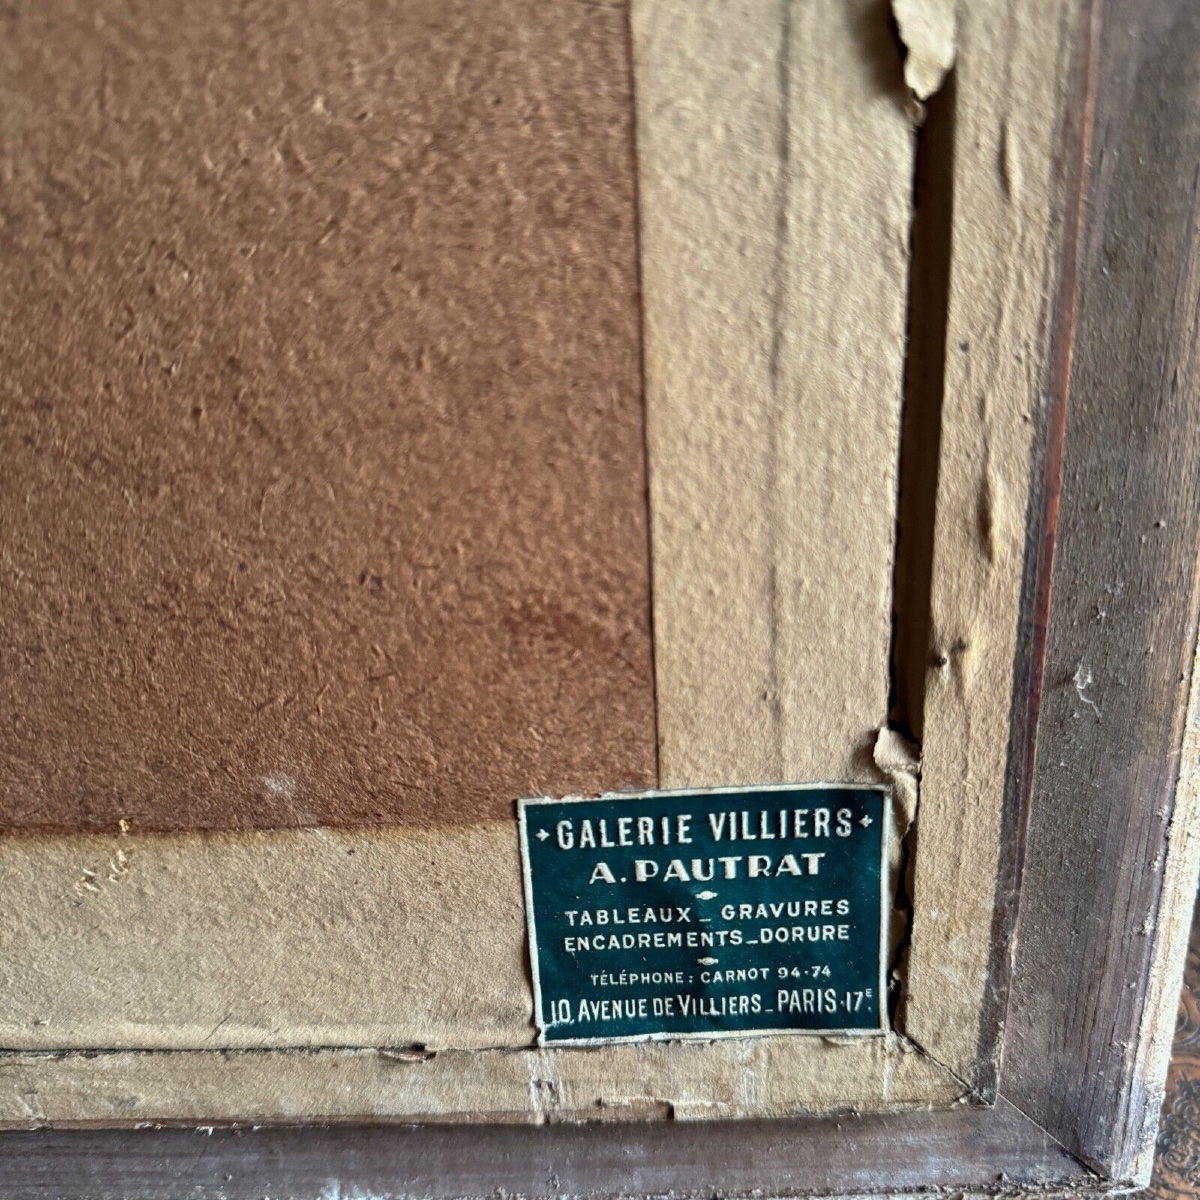 GALERIE VILLIERS
A. PAUTRAT
TABLEAUX _ GRAVURES
ENCADREMENTS _ DORURE
TÉLÉPHONE : CARNOT 94·74
10, AVENUE DE VILLIERS _ PARIS·17E